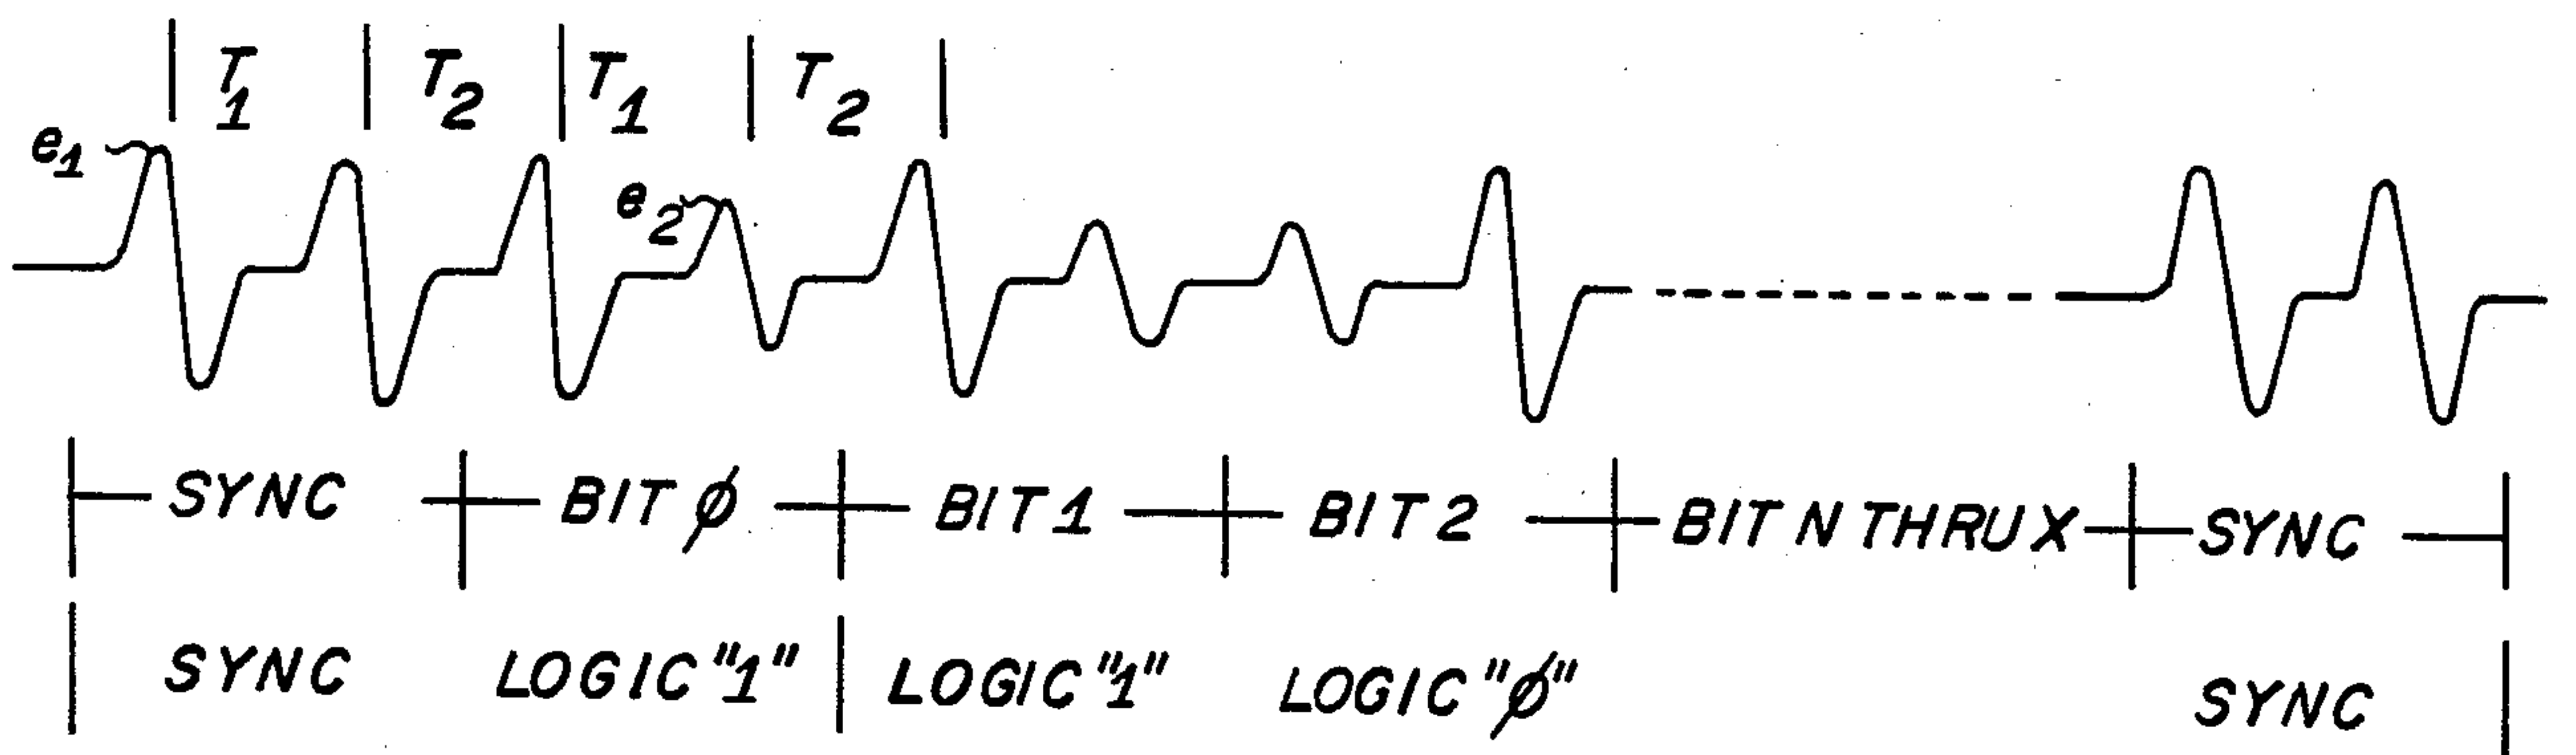 T1 T2 T1 T2
e1
e2
SYNC BIT Ø BIT 1 BIT 2 BIT N THRU X SYNC
SYNC LOGIC "1" LOGIC "1" LOGIC "Ø" SYNC